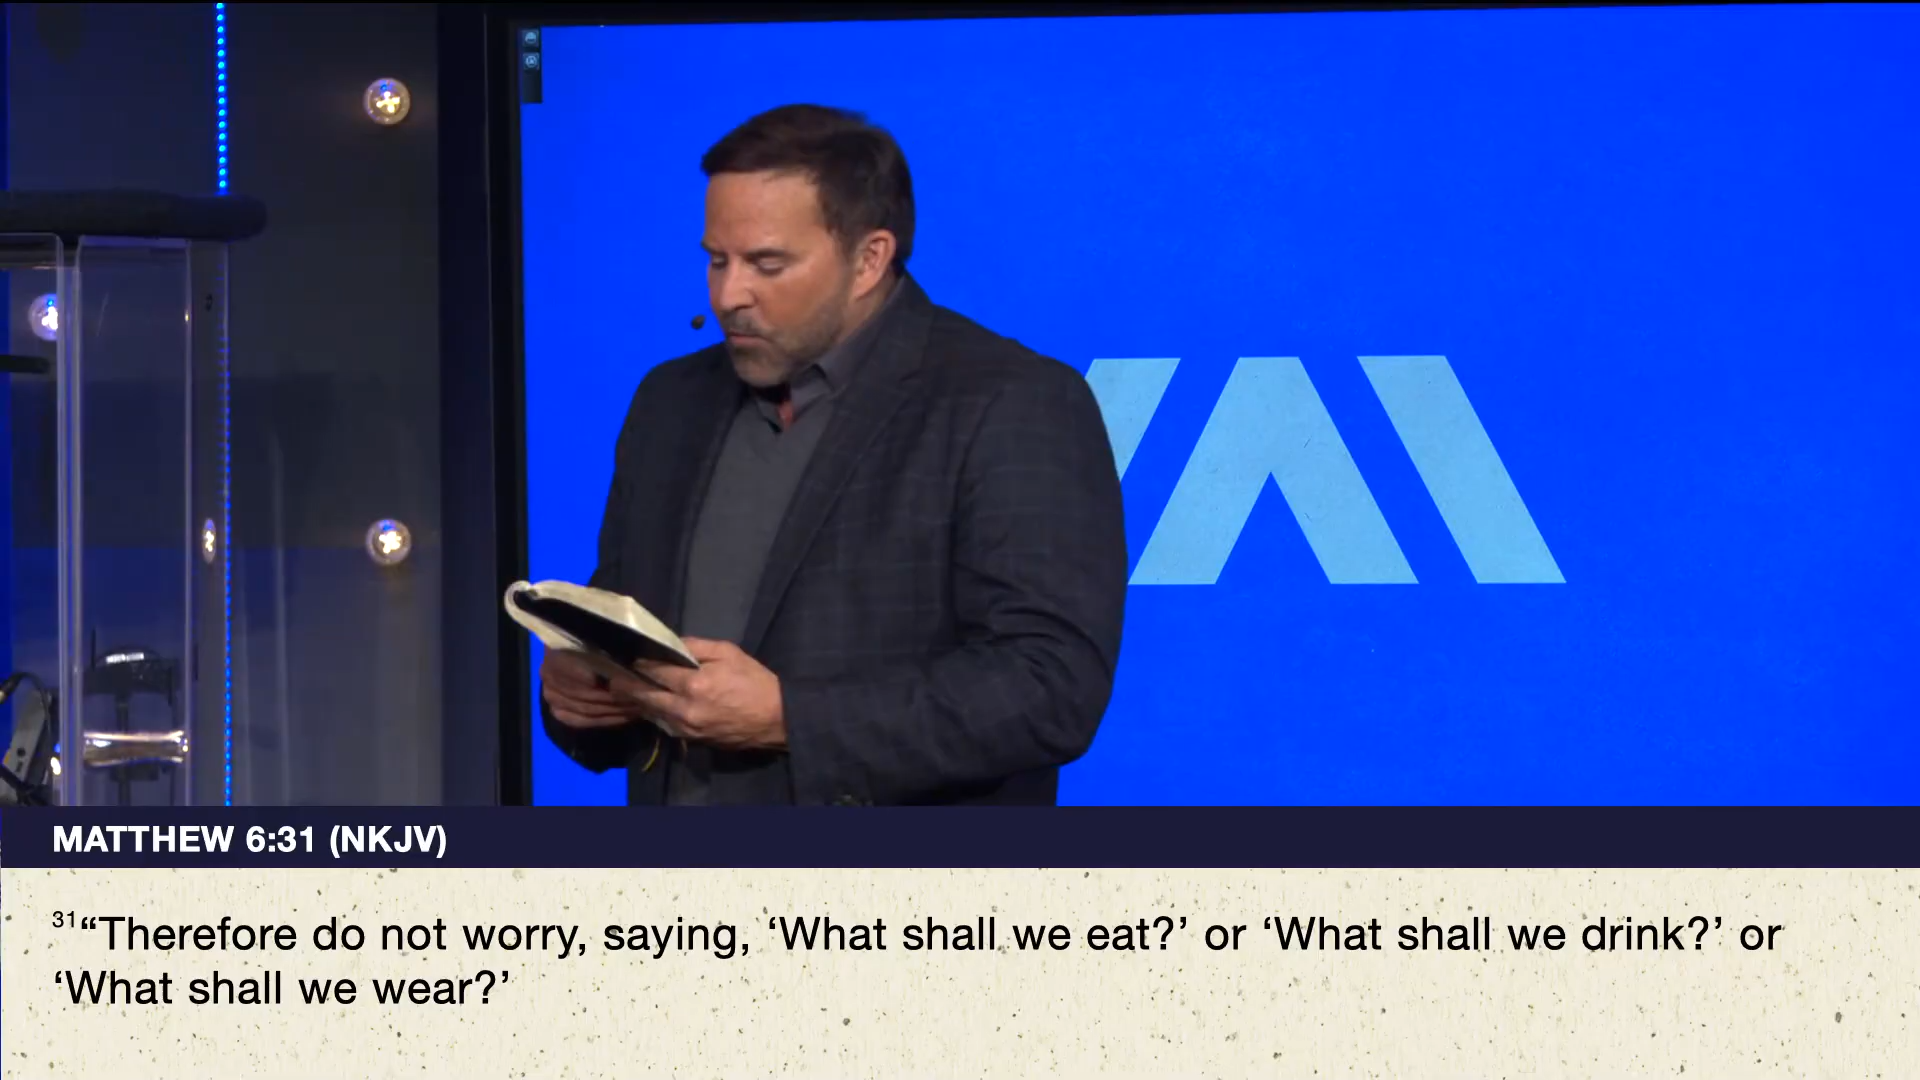 MATTHEW 6:31 (NKJV)
31“Therefore do not worry, saying, ‘What shall we eat?’ or ‘What shall we drink?’ or
‘What shall we wear?’